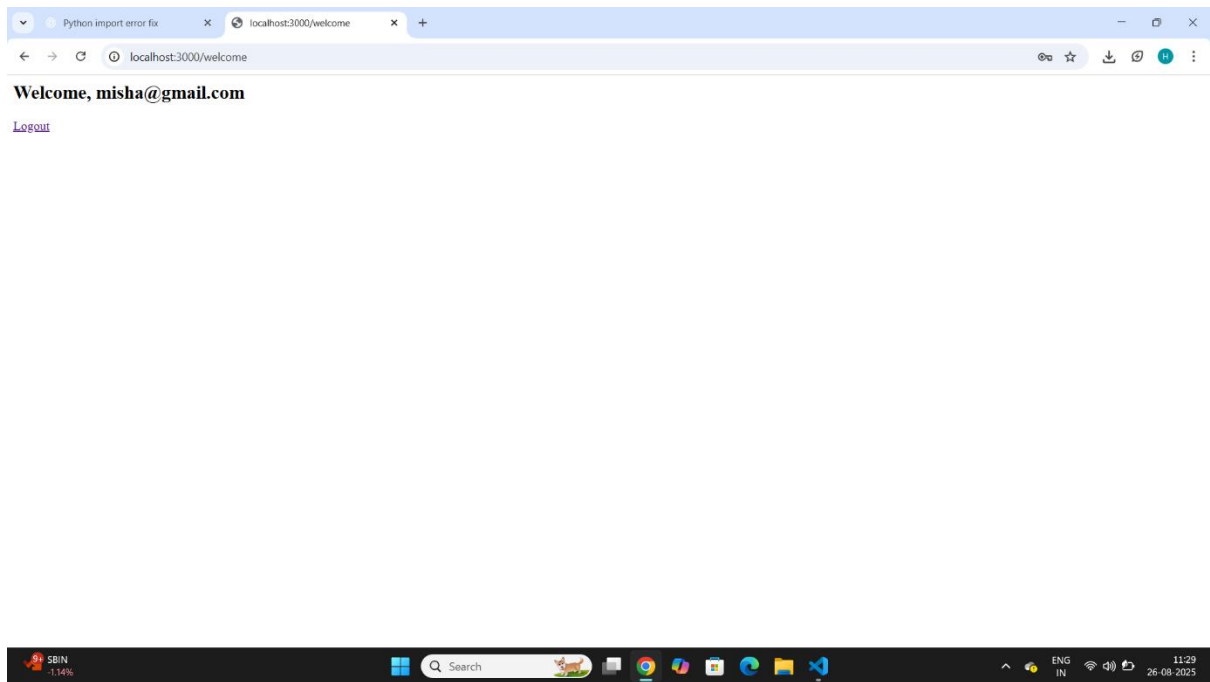 Python import error fix
localhost:3000/welcome
localhost:3000/welcome
H
Welcome, misha@gmail.com
Logout
9+
SBIN
-1.14%
Search
ENG
IN
11:29
26-08-2025